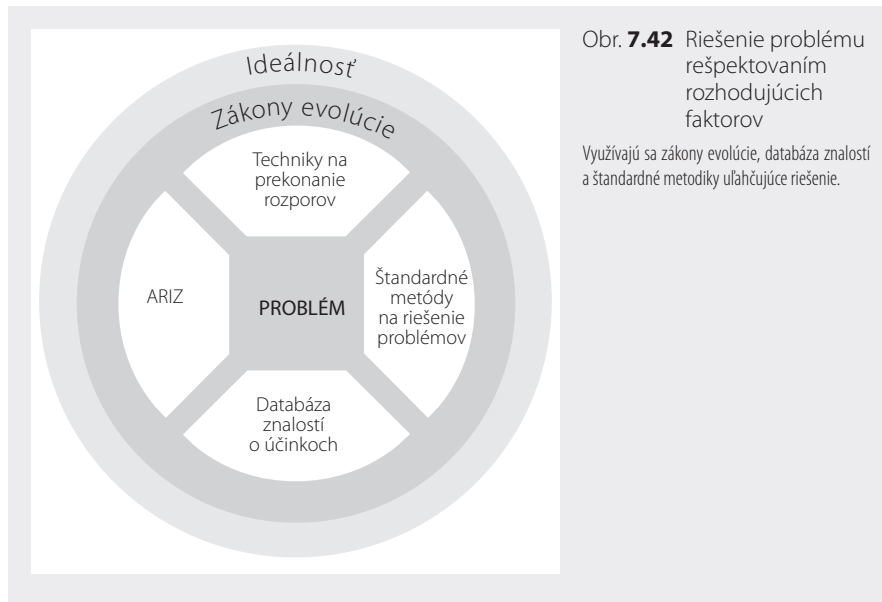 Ideálnosť
Zákony evolúcie
Techniky na
prekonanie
rozporov
ARIZ
PROBLÉM
Štandardné
metódy
na riešenie
problémov
Databáza
znalostí
o účinkoch
Obr. 7.42 Riešenie problému
rešpektovaním
rozhodujúcich
faktorov
Využívajú sa zákony evolúcie, databáza znalostí
a štandardné metodiky uľahčujúce riešenie.